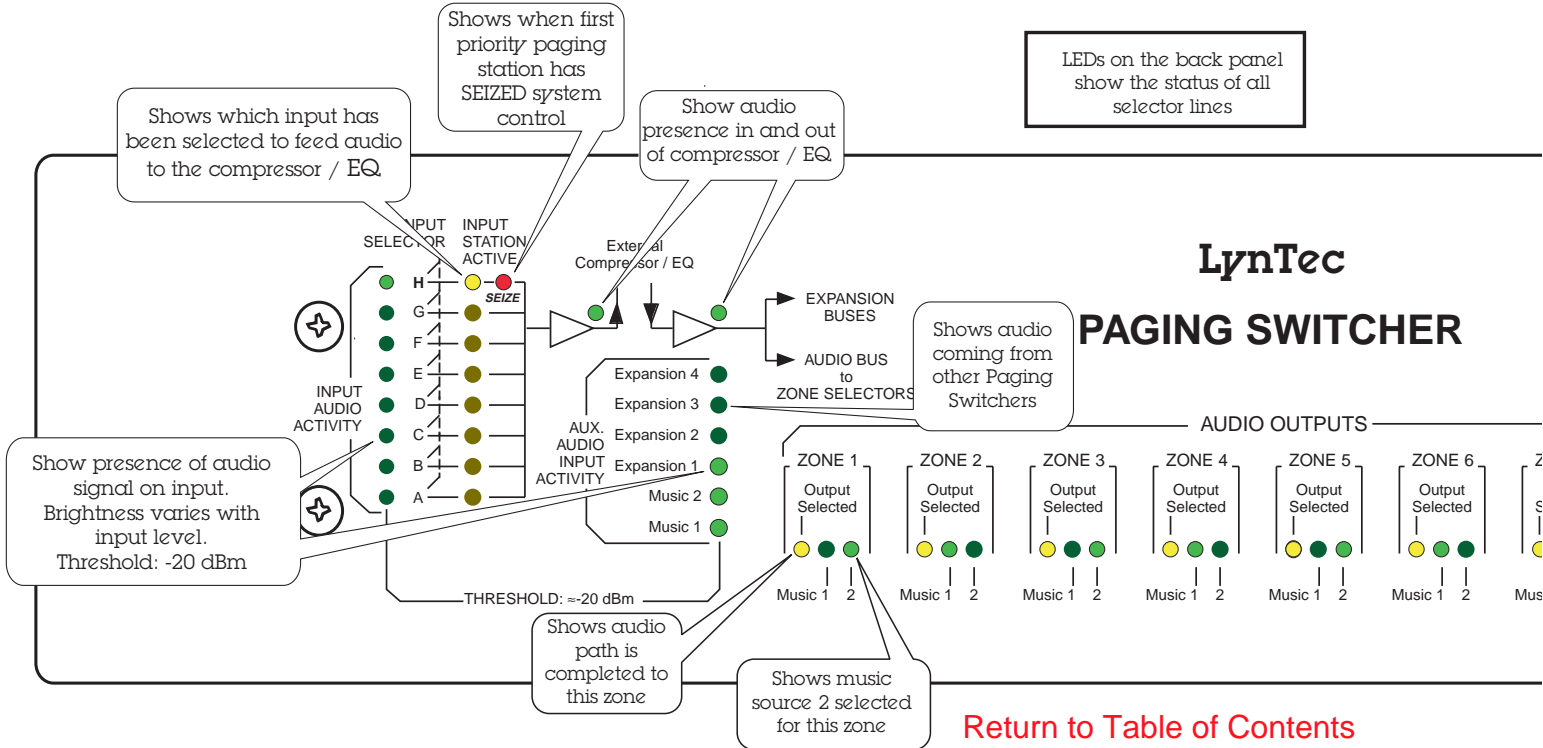 Shows when first
priority paging
station has
SEIZED system
control
LEDs on the back panel
show the status of all
selector lines
Shows which input has
been selected to feed audio
to the compressor / EQ
Show audio
presence in and out
of compressor / EQ
INPUT
SELECTOR
INPUT
STATION
ACTIVE
External
Compressor / EQ
H
SEIZE
G
F
E
D
C
B
A
INPUT
AUDIO
ACTIVITY
EXPANSION
BUSES
AUDIO BUS
to
ZONE SELECTORS
LynTec
PAGING SWITCHER
Shows audio
coming from
other Paging
Switchers
Expansion 4
Expansion 3
Expansion 2
Expansion 1
Music 2
Music 1
AUX.
AUDIO
INPUT
ACTIVITY
Show presence of audio
signal on input.
Brightness varies with
input level.
Threshold: -20 dBm
THRESHOLD: ≈-20 dBm
AUDIO OUTPUTS
ZONE 1
Output
Selected
Music 1 2
ZONE 2
Output
Selected
Music 1 2
ZONE 3
Output
Selected
Music 1 2
ZONE 4
Output
Selected
Music 1 2
ZONE 5
Output
Selected
Music 1 2
ZONE 6
Output
Selected
Music 1 2
Shows audio
path is
completed to
this zone
Shows music
source 2 selected
for this zone
Return to Table of Contents